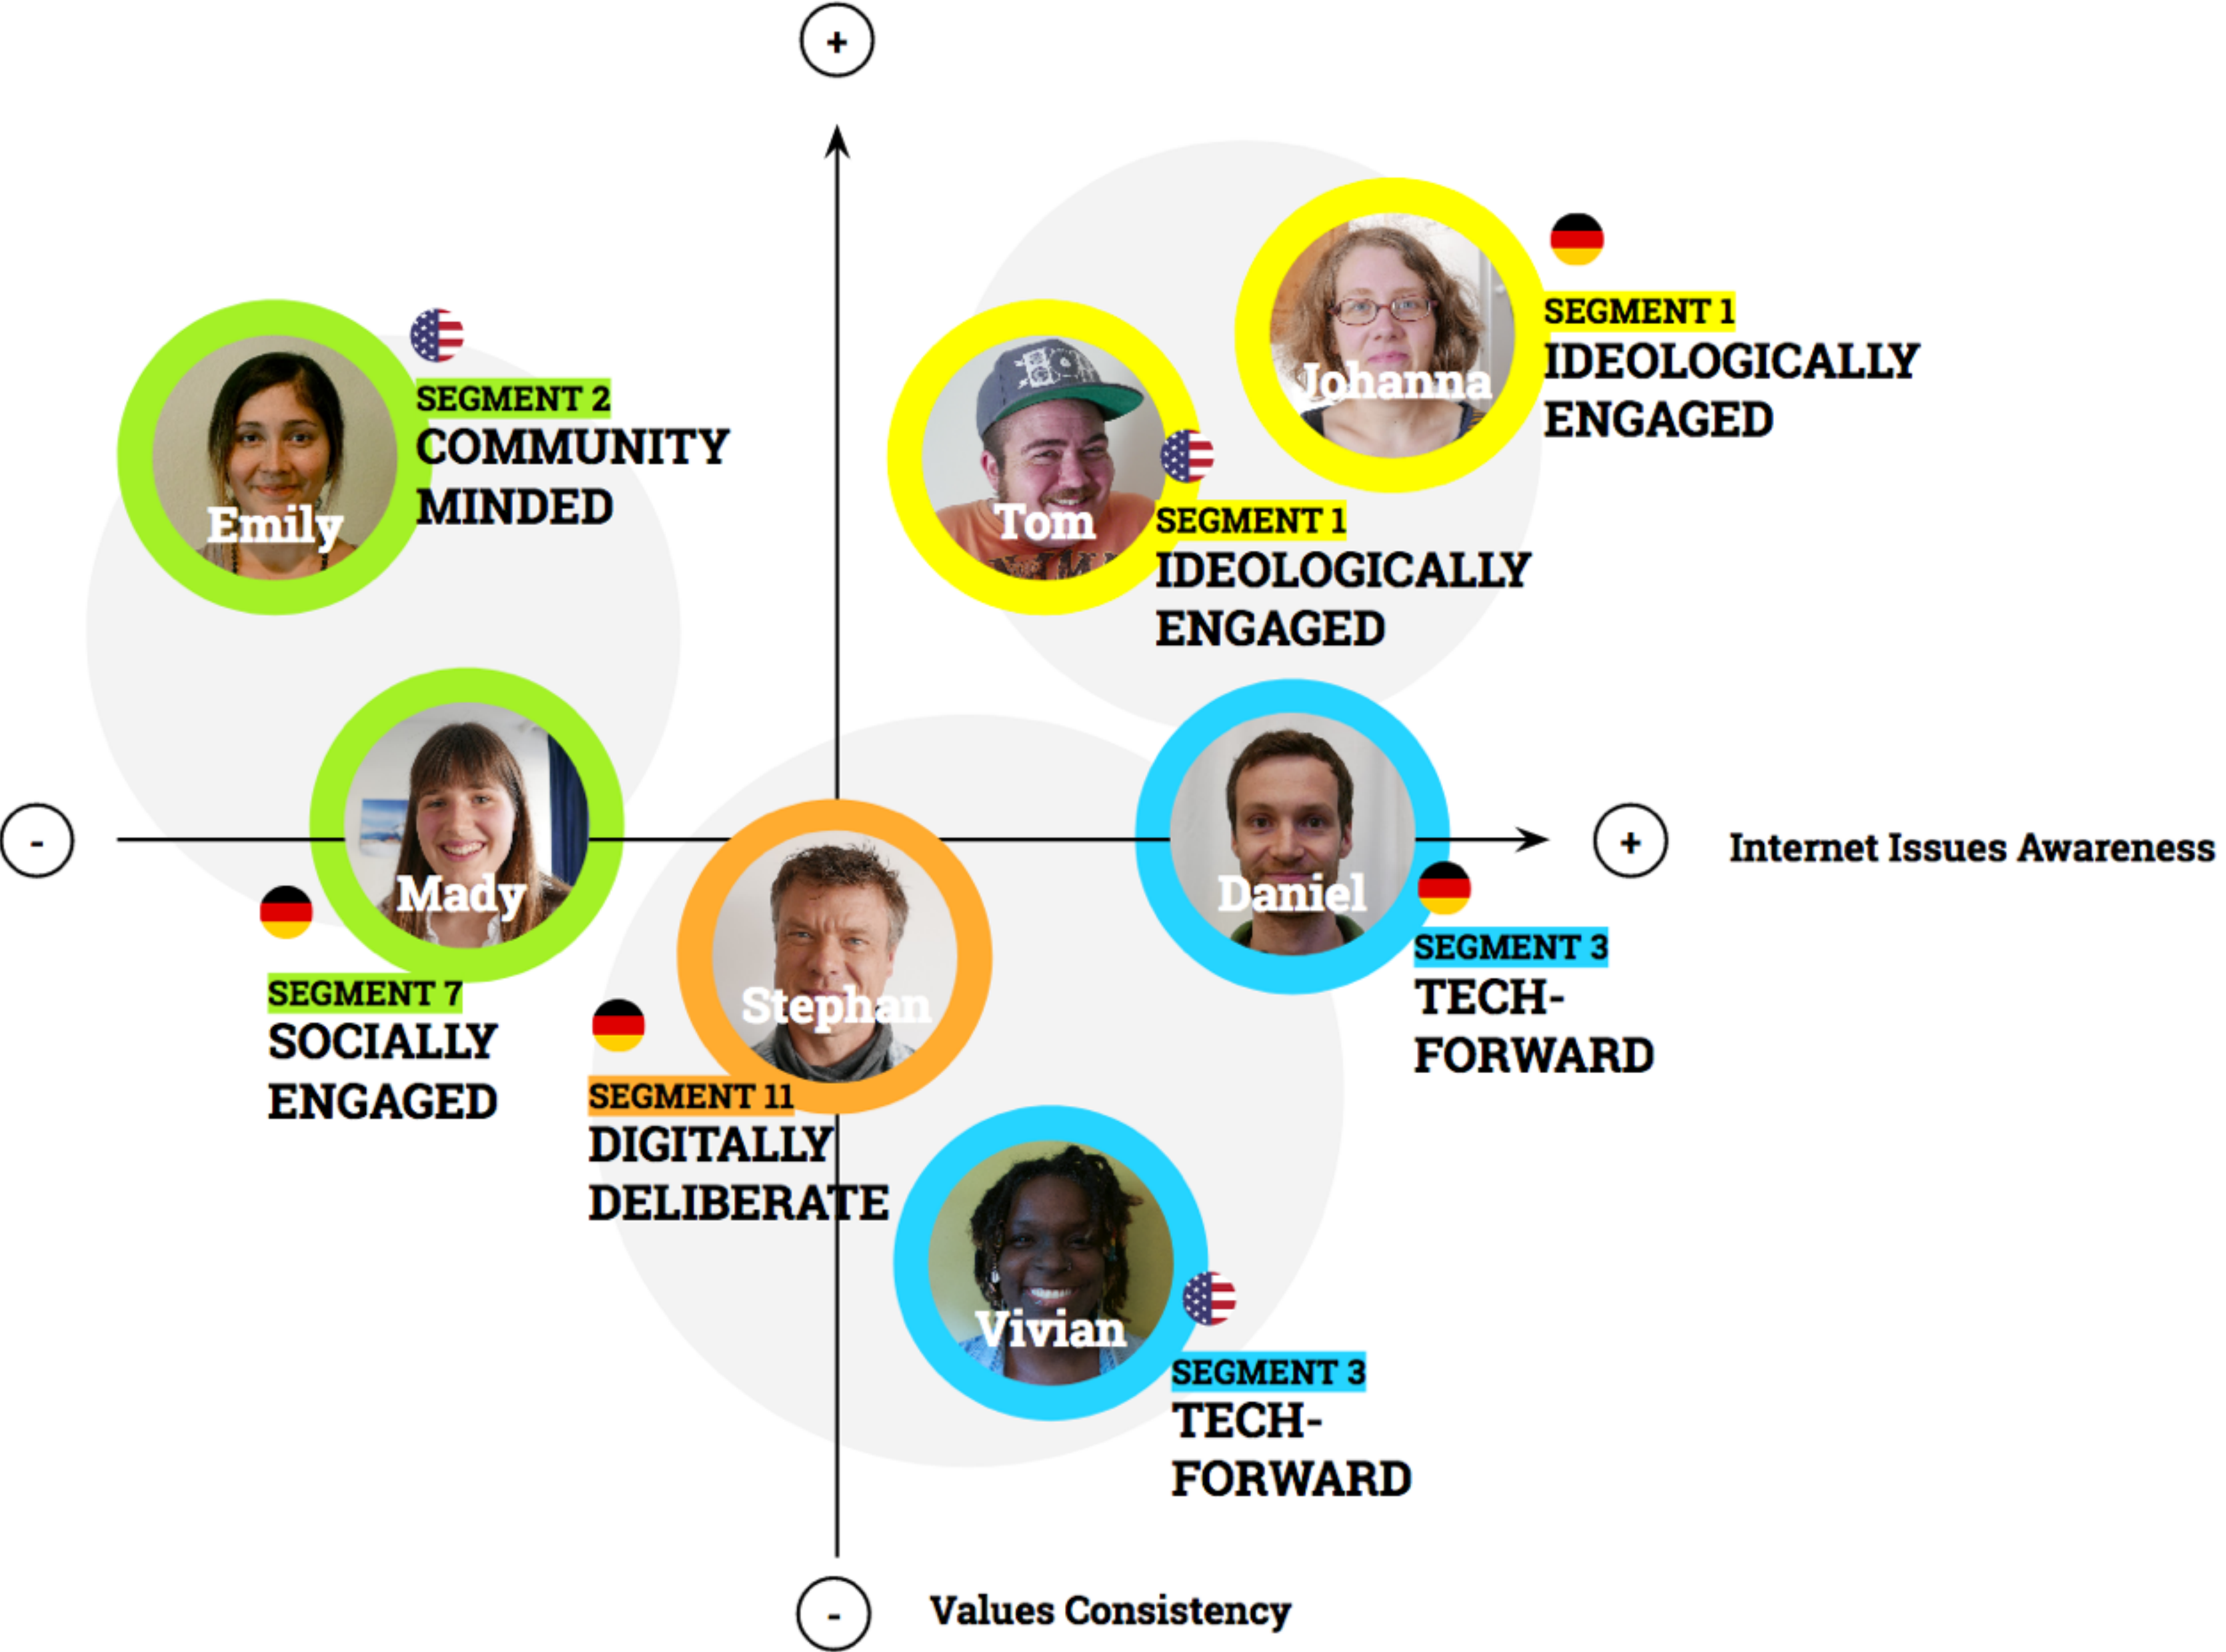 +
SEGMENT 1
IDEOLOGICALLY
ENGAGED
Johanna
SEGMENT 2
COMMUNITY
MINDED
Emily
Tom
SEGMENT 1
IDEOLOGICALLY
ENGAGED
-
+
Internet Issues Awareness
Mady
SEGMENT 7
SOCIALLY
ENGAGED
Daniel
SEGMENT 3
TECH-
FORWARD
Stephan
SEGMENT 11
DIGITALLY
DELIBERATE
Vivian
SEGMENT 3
TECH-
FORWARD
-
Values Consistency